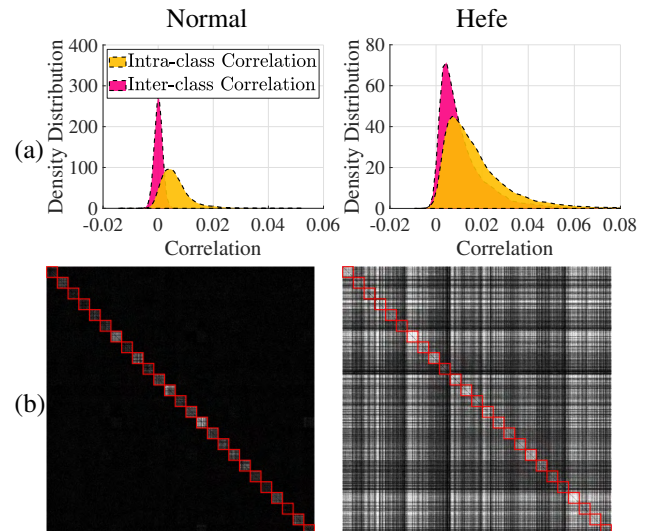 Normal
Hefe
(a)
Density Distribution
400
300
200
100
0
Intra-class Correlation
Inter-class Correlation
-0.02 0 0.02 0.04 0.06
Correlation
Density Distribution
80
60
40
20
0
-0.02 0 0.02 0.04 0.06 0.08
Correlation
(b)